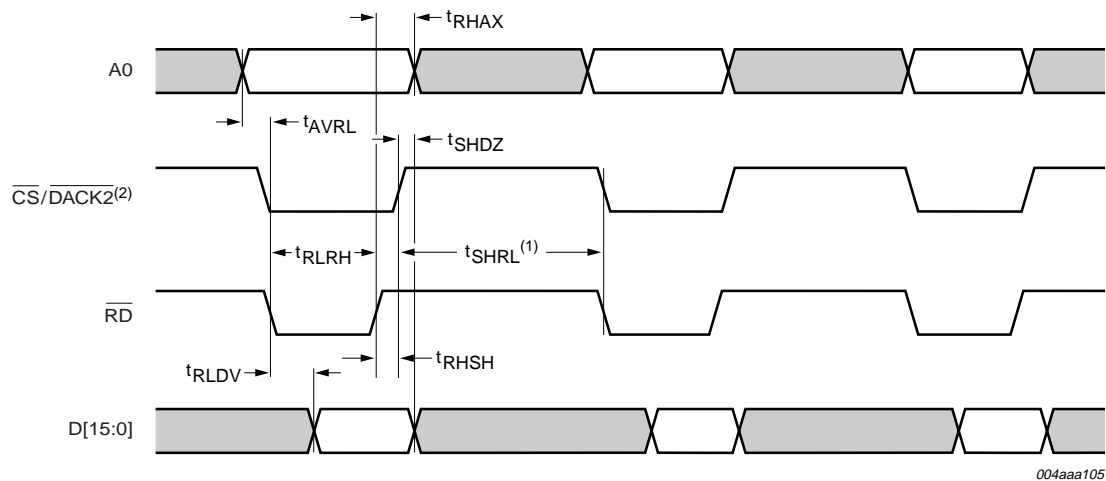 tRHAX
A0
tAVRL
tSHDZ
CS/DACK2(2)
tRLRH
tSHRL(1)
RD
tRLDV
tRHSH
D[15:0]
004aaa105